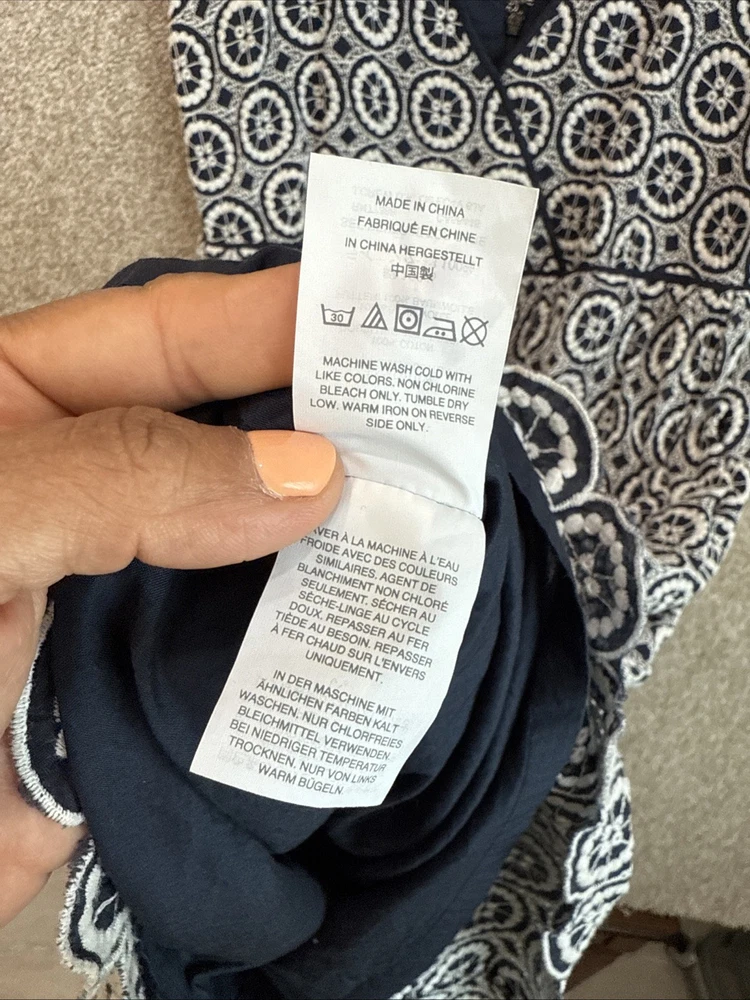 MADE IN CHINA
FABRIQUÉ EN CHINE
IN CHINA HERGESTELLT
中国製
30
MACHINE WASH COLD WITH
LIKE COLORS. NON CHLORINE
BLEACH ONLY. TUMBLE DRY
LOW. WARM IRON ON REVERSE
SIDE ONLY.
AVER À LA MACHINE À L'EAU
FROIDE AVEC DES COULEURS
SIMILAIRES. AGENT DE
BLANCHIMENT NON CHLORÉ
SEULEMENT. SÉCHER AU
SÈCHE-LINGE AU CYCLE
DOUX. REPASSER AU FER
TIÈDE AU BESOIN. REPASSER
À FER CHAUD SUR L'ENVERS
UNIQUEMENT.
IN DER MASCHINE MIT
ÄHNLICHEN FARBEN KALT
WASCHEN. NUR CHLORFREIES
BLEICHMITTEL VERWENDEN.
BEI NIEDRIGER TEMPERATUR
TROCKNEN. NUR VON LINKS
WARM BÜGELN.